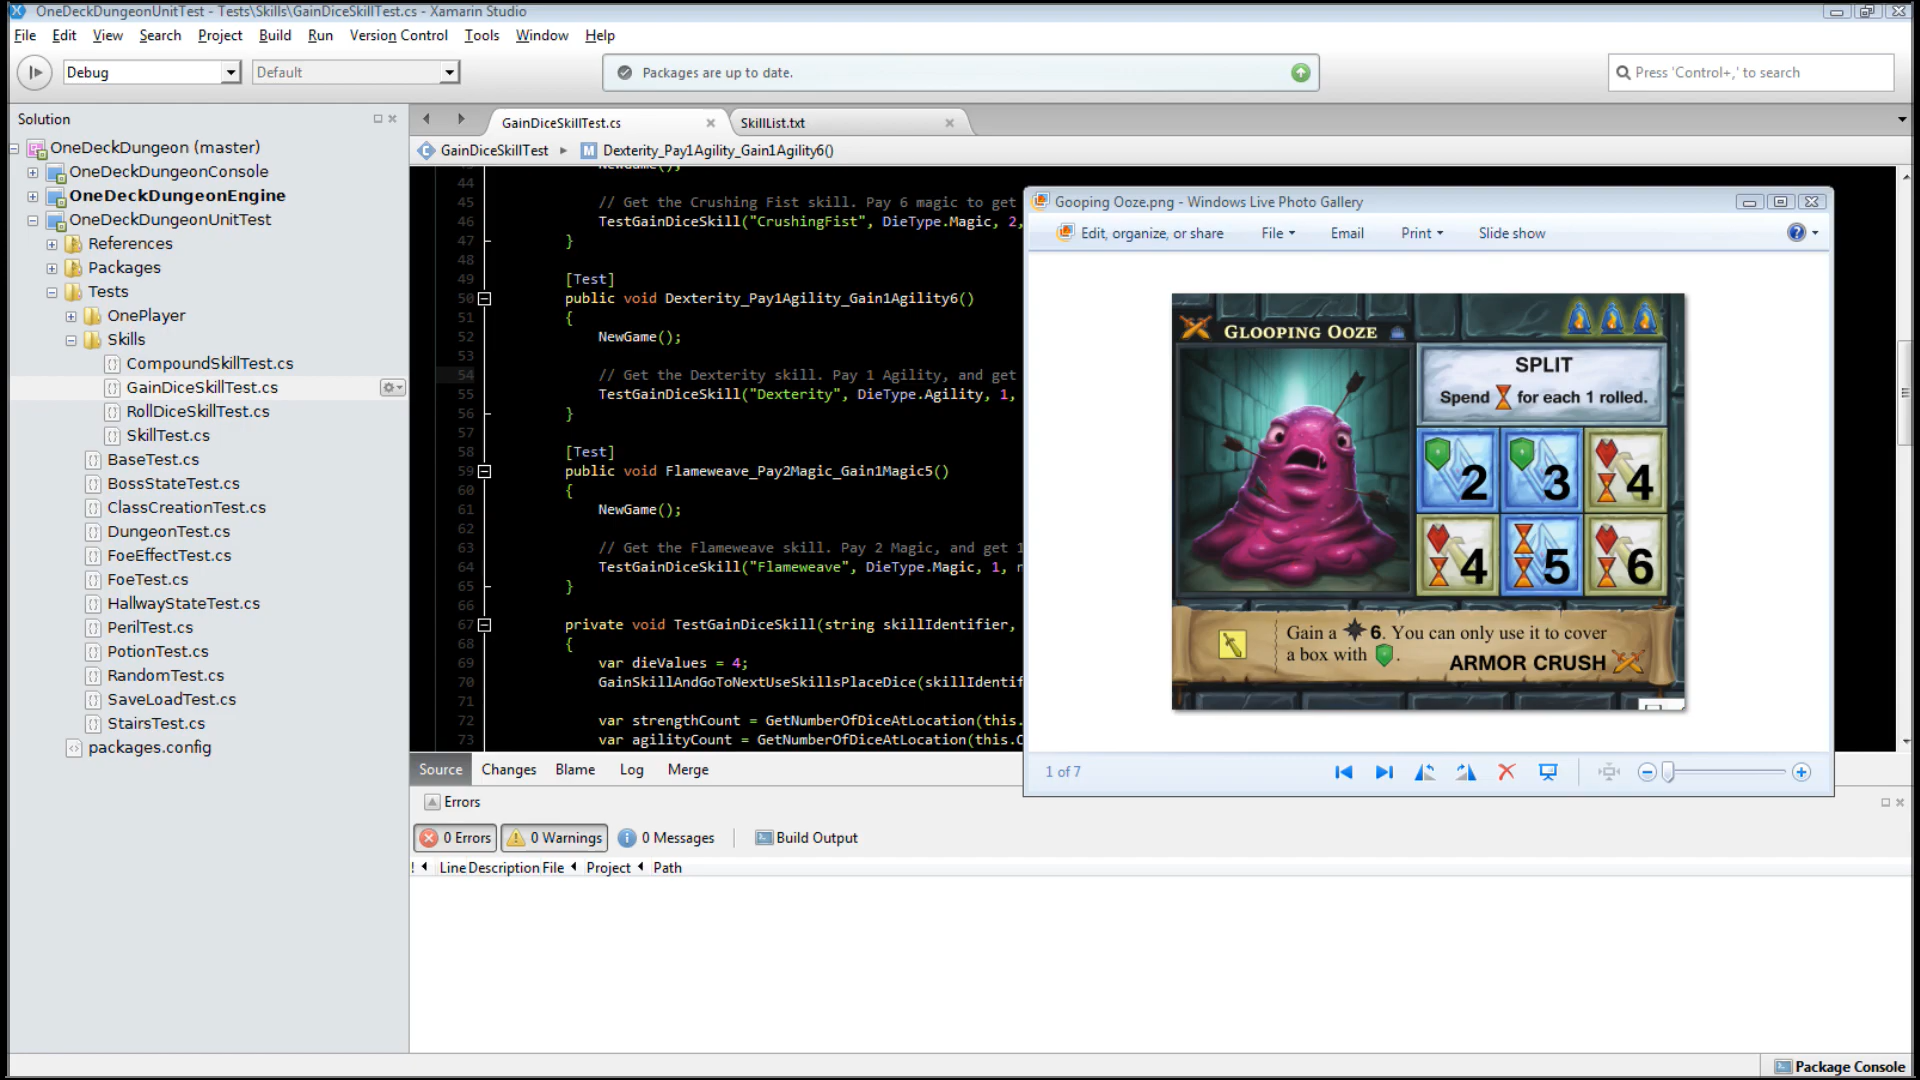 OneDeckDungeonUnitTest - Tests\Skills\GainDiceSkillTest.cs - Xamarin Studio
File Edit View Search Project Build Run Version Control Tools Window Help
Debug Default Packages are up to date. Press 'Control+,' to search
Solution
OneDeckDungeon (master)
OneDeckDungeonConsole
OneDeckDungeonEngine
OneDeckDungeonUnitTest
References
Packages
Tests
OnePlayer
Skills
CompoundSkillTest.cs
GainDiceSkillTest.cs
RollDiceSkillTest.cs
SkillTest.cs
BaseTest.cs
BossStateTest.cs
ClassCreationTest.cs
DungeonTest.cs
FoeEffectTest.cs
FoeTest.cs
HallwayStateTest.cs
PerilTest.cs
PotionTest.cs
RandomTest.cs
SaveLoadTest.cs
StairsTest.cs
packages.config
GainDiceSkillTest.cs SkillList.txt
GainDiceSkillTest Dexterity_Pay1Agility_Gain1Agility6()
NewGame();
44
45 // Get the Crushing Fist skill. Pay 6 magic to get
46 TestGainDiceSkill("CrushingFist", DieType.Magic, 2,
47 }
48
49 [Test]
50 public void Dexterity_Pay1Agility_Gain1Agility6()
51 {
52 NewGame();
53
54 // Get the Dexterity skill. Pay 1 Agility, and get
55 TestGainDiceSkill("Dexterity", DieType.Agility, 1,
56 }
57
58 [Test]
59 public void Flameweave_Pay2Magic_Gain1Magic5()
60 {
61 NewGame();
62
63 // Get the Flameweave skill. Pay 2 Magic, and get 1
64 TestGainDiceSkill("Flameweave", DieType.Magic, 1, n
65 }
66
67 private void TestGainDiceSkill(string skillIdentifier,
68 {
69 var dieValues = 4;
70 GainSkillAndGoToNextUseSkillsPlaceDice(skillIdentif
71
72 var strengthCount = GetNumberOfDiceAtLocation(this.
73 var agilityCount = GetNumberOfDiceAtLocation(this.C
Source Changes Blame Log Merge
Errors
0 Errors 0 Warnings 0 Messages Build Output
! Line Description File Project Path
Package Console
Gooping Ooze.png - Windows Live Photo Gallery
Edit, organize, or share File Email Print Slide show
GLOOPING OOZE
SPLIT
Spend for each 1 rolled.
2 3 4
4 5 6
Gain a 6. You can only use it to cover
a box with .
ARMOR CRUSH
1 of 7